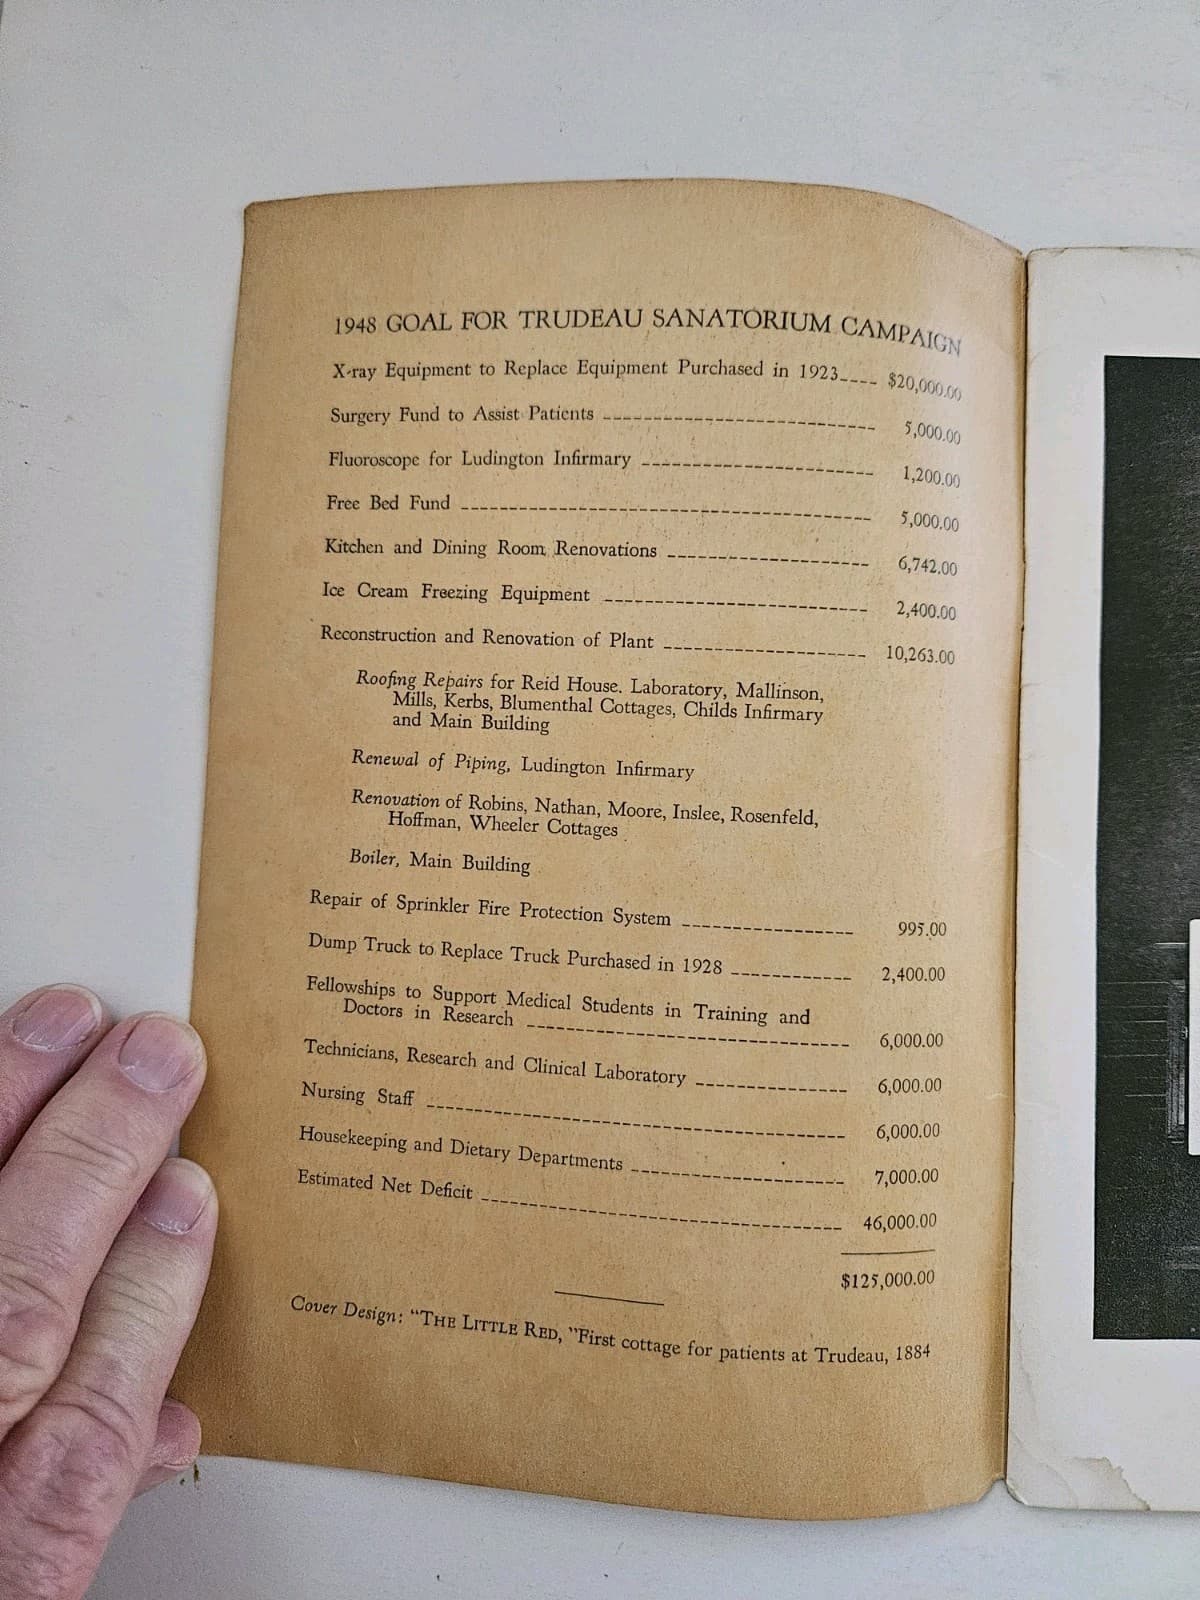 1948 GOAL FOR TRUDEAU SANATORIUM CAMPAIGN
X-ray Equipment to Replace Equipment Purchased in 1923---- $20,000.00
Surgery Fund to Assist Patients ---------------------------- 5,000.00
Fluoroscope for Ludington Infirmary ------------------------ 1,200.00
Free Bed Fund ------------------------------------------ 5,000.00
Kitchen and Dining Room Renovations --------------------- 6,742.00
Ice Cream Freezing Equipment --------------------------- 2,400.00
Reconstruction and Renovation of Plant -------------------- 10,263.00
Roofing Repairs for Reid House. Laboratory, Mallinson,
Mills, Kerbs, Blumenthal Cottages, Childs Infirmary
and Main Building
Renewal of Piping, Ludington Infirmary
Renovation of Robins, Nathan, Moore, Inslee, Rosenfeld,
Hoffman, Wheeler Cottages
Boiler, Main Building
Repair of Sprinkler Fire Protection System ----------------- 995.00
Dump Truck to Replace Truck Purchased in 1928 ------------ 2,400.00
Fellowships to Support Medical Students in Training and
Doctors in Research -------------------------------- 6,000.00
Technicians, Research and Clinical Laboratory --------------- 6,000.00
Nursing Staff ------------------------------------------ 6,000.00
Housekeeping and Dietary Departments --------------------- 7,000.00
Estimated Net Deficit ------------------------------------ 46,000.00
$125,000.00
Cover Design: "THE LITTLE RED, "First cottage for patients at Trudeau, 1884